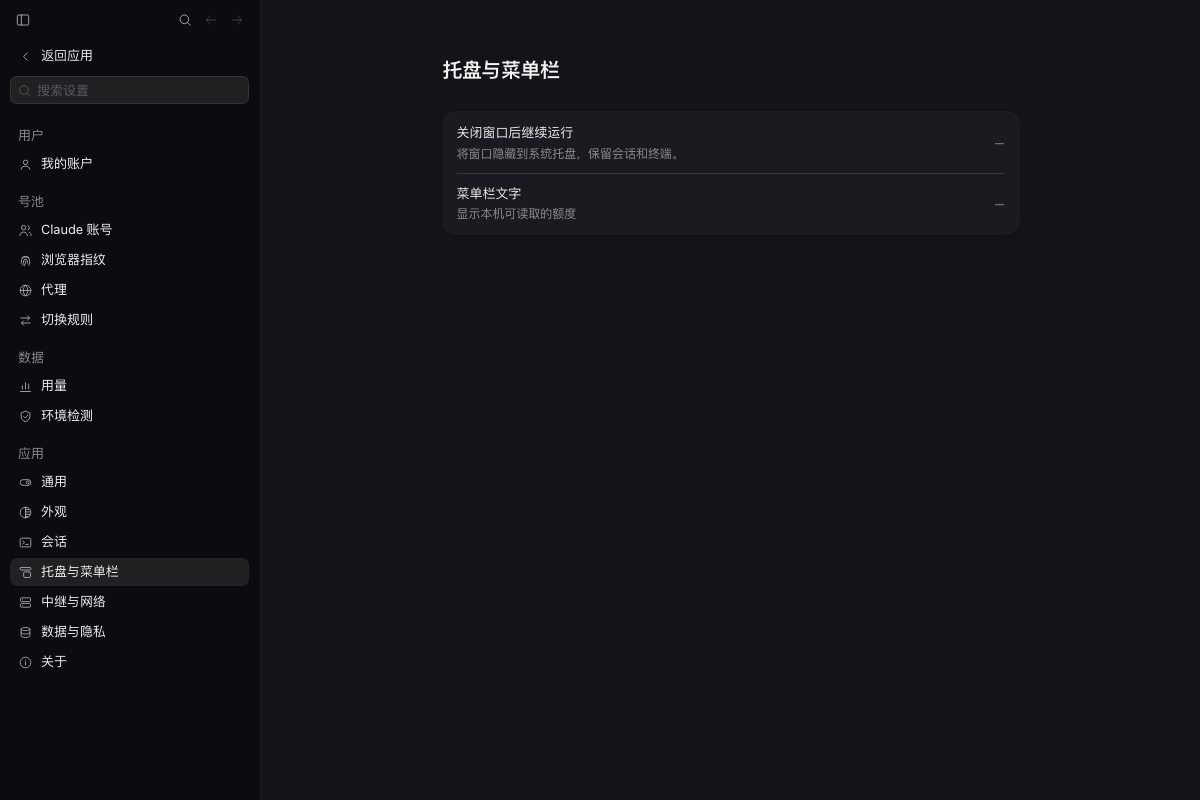 返回应用
搜索设置
用户
我的账户
号池
Claude 账号
浏览器指纹
代理
切换规则
数据
用量
环境检测
应用
通用
外观
会话
托盘与菜单栏
中继与网络
数据与隐私
关于
托盘与菜单栏
关闭窗口后继续运行
将窗口隐藏到系统托盘，保留会话和终端。
—
菜单栏文字
显示本机可读取的额度
—